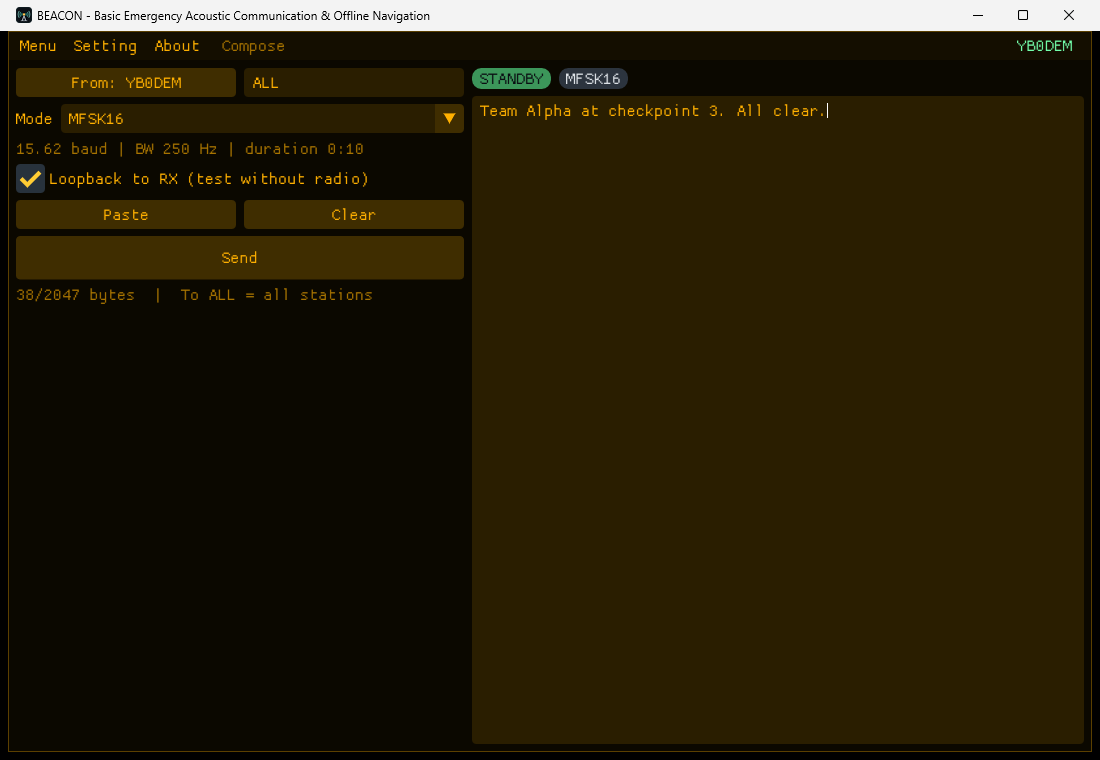 BEACON - Basic Emergency Acoustic Communication & Offline Navigation
Menu Setting About Compose YB0DEM
From: YB0DEM ALL
Mode MFSK16
15.62 baud | BW 250 Hz | duration 0:10
Loopback to RX (test without radio)
Paste Clear
Send
38/2047 bytes | To ALL = all stations
STANDBY MFSK16
Team Alpha at checkpoint 3. All clear.